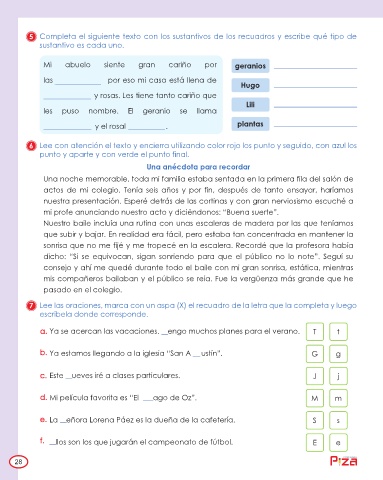 5 Completa el siguiente texto con los sustantivos de los recuadros y escribe qué tipo de
sustantivo es cada uno.
Mi abuelo siente gran cariño por
las ____________ por eso mi casa está llena de
____________ y rosas. Les tiene tanto cariño que
les puso nombre. El geranio se llama
____________ y el rosal __________.
geranios
Hugo
Lili
plantas
6 Lee con atención el texto y encierra utilizando color rojo los punto y seguido, con azul los
punto y aparte y con verde el punto final.
Una anécdota para recordar
Una noche memorable, toda mi familia estaba sentada en la primera fila del salón de
actos de mi colegio. Tenía seis años y por fin, después de tanto ensayar, haríamos
nuestra presentación. Esperé detrás de las cortinas y con gran nerviosismo escuché a
mi profe anunciando nuestro acto y diciéndonos: "Buena suerte".
Nuestro baile incluía una rutina con unas escaleras de madera por las que teníamos
que subir y bajar. En realidad era fácil, pero estaba tan concentrada en mantener la
sonrisa que no me fijé y me tropecé en la escalera. Recordé que la profesora había
dicho: "Si se equivocan, sigan sonriendo para que el público no lo note". Seguí su
consejo y ahí me quedé durante todo el baile con mi gran sonrisa, estática, mientras
mis compañeros bailaban y el público se reía. Fue la vergüenza más grande que he
pasado en el colegio.
7 Lee las oraciones, marca con un aspa (X) el recuadro de la letra que la completa y luego
escríbela donde corresponde.
a. Ya se acercan las vacaciones, __engo muchos planes para el verano. T t
b. Ya estamos llegando a la iglesia "San A__ustín". G g
c. Este __ueves iré a clases particulares. J j
d. Mi película favorita es "El ___ago de Oz". M m
e. La __eñora Lorena Páez es la dueña de la cafetería. S s
f. __llos son los que jugarán el campeonato de fútbol. E e
28
Piza